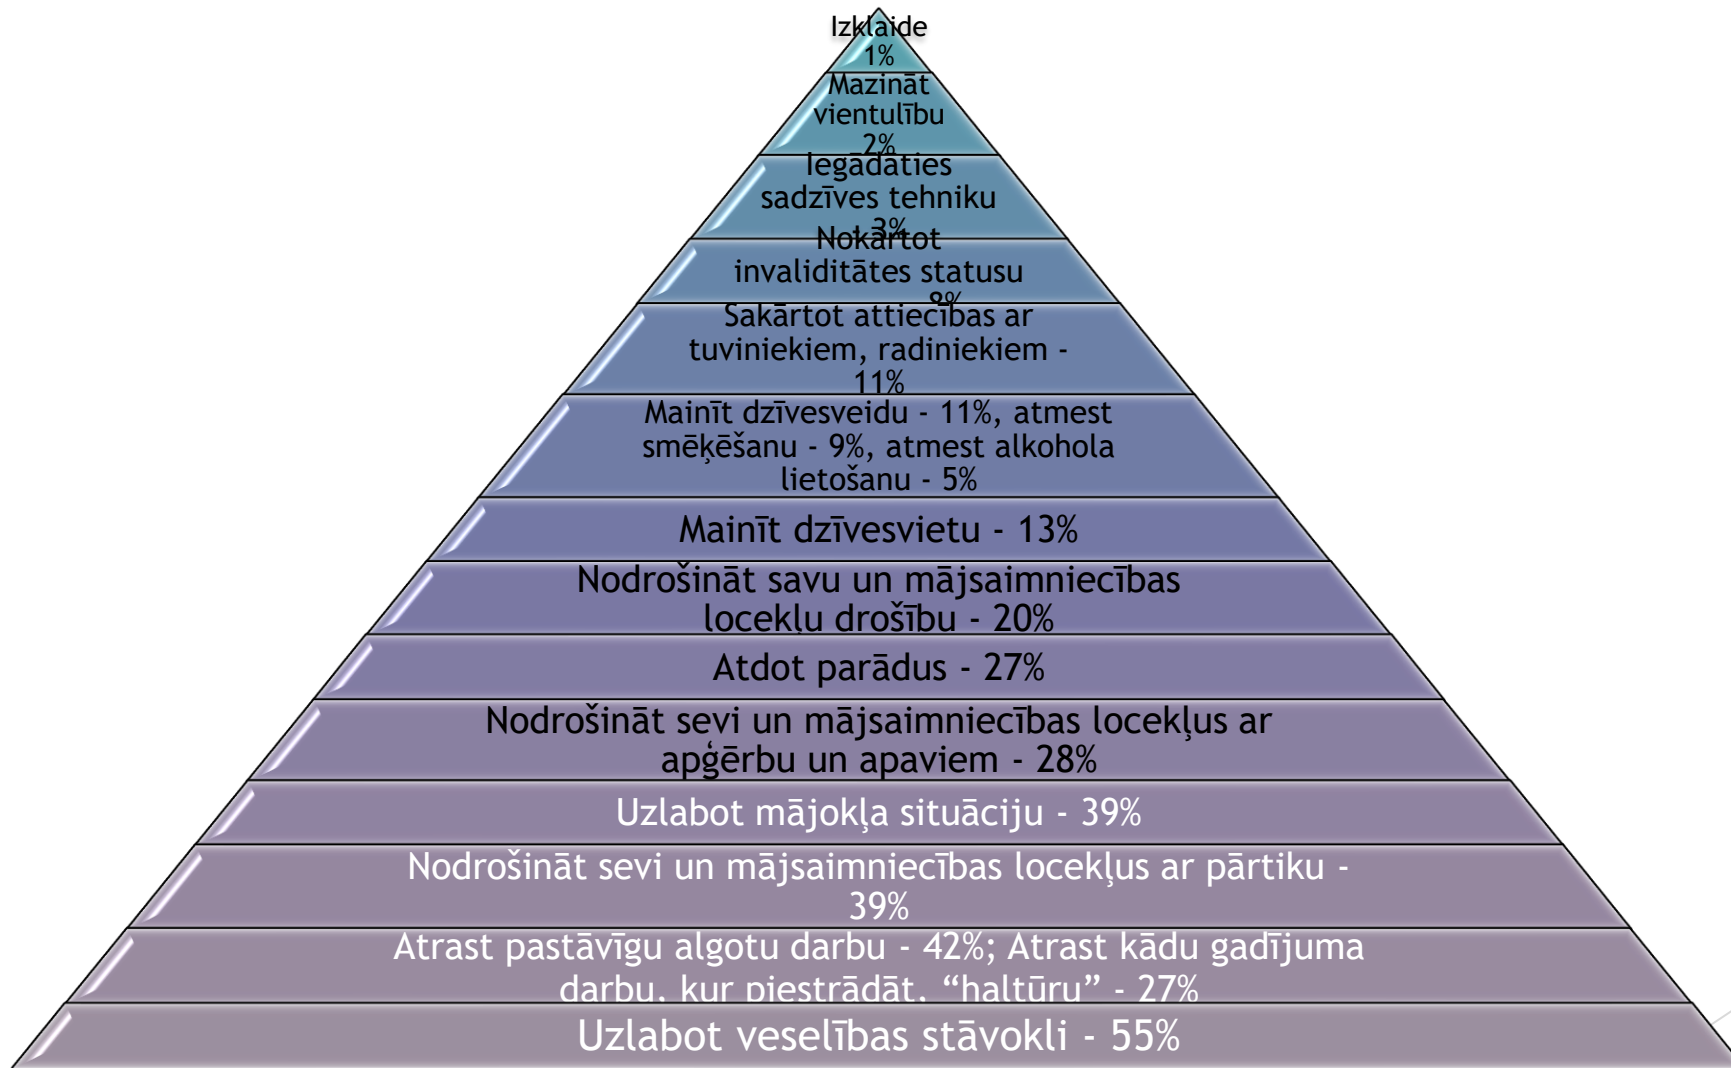 Izklaide
1%
Mazināt
vientulību
2%
Iegādāties
sadzīves tehniku
- 3%
Nokārtot
invaliditātes statusu
8%
Sakārtot attiecības ar
tuviniekiem, radiniekiem -
11%
Mainīt dzīvesveidu - 11%, atmest
smēķēšanu - 9%, atmest alkohola
lietošanu - 5%
Mainīt dzīvesvietu - 13%
Nodrošināt savu un mājsaimniecības
locekļu drošību - 20%
Atdot parādus - 27%
Nodrošināt sevi un mājsaimniecības locekļus ar
apģērbu un apaviem - 28%
Uzlabot mājokļa situāciju - 39%
Nodrošināt sevi un mājsaimniecības locekļus ar pārtiku -
39%
Atrast pastāvīgu algotu darbu - 42%; Atrast kādu gadījuma
darbu, kur piestrādāt, “haltūru” - 27%
Uzlabot veselības stāvokli - 55%